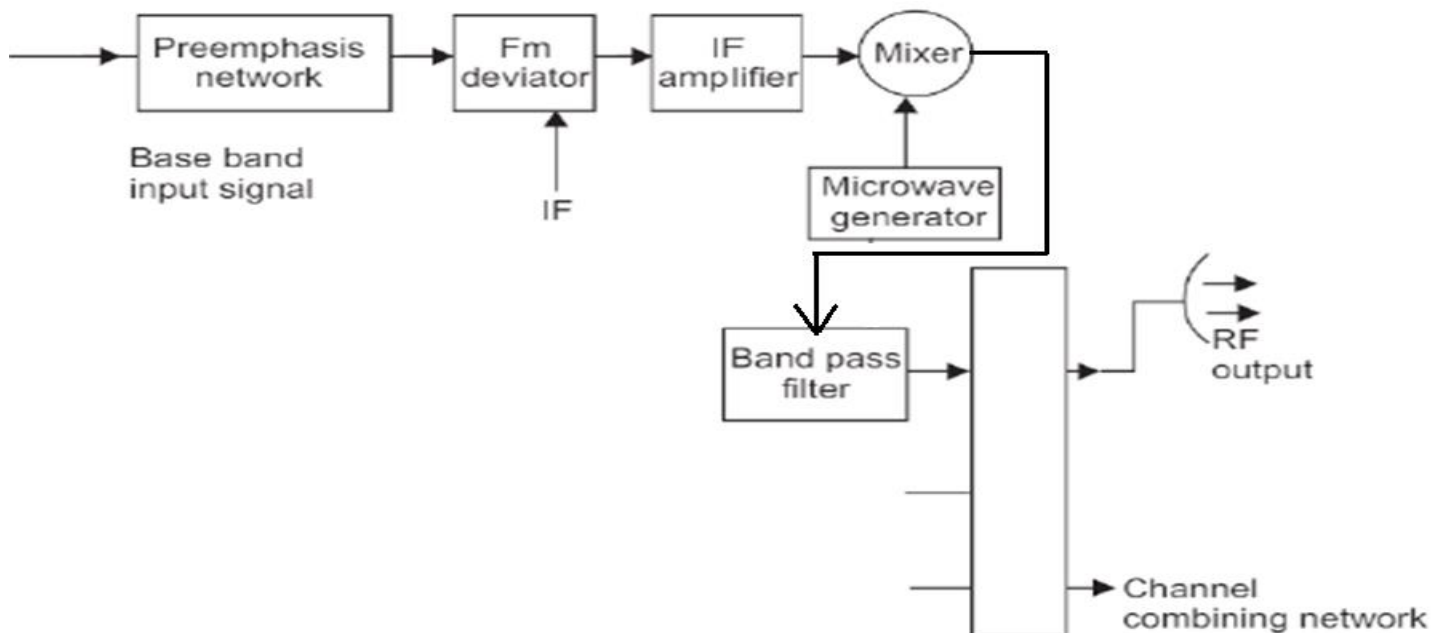 Preemphasis
network
Fm
deviator
IF
amplifier
Mixer
Base band
input signal
IF
Microwave
generator
Band pass
filter
RF
output
Channel
combining network